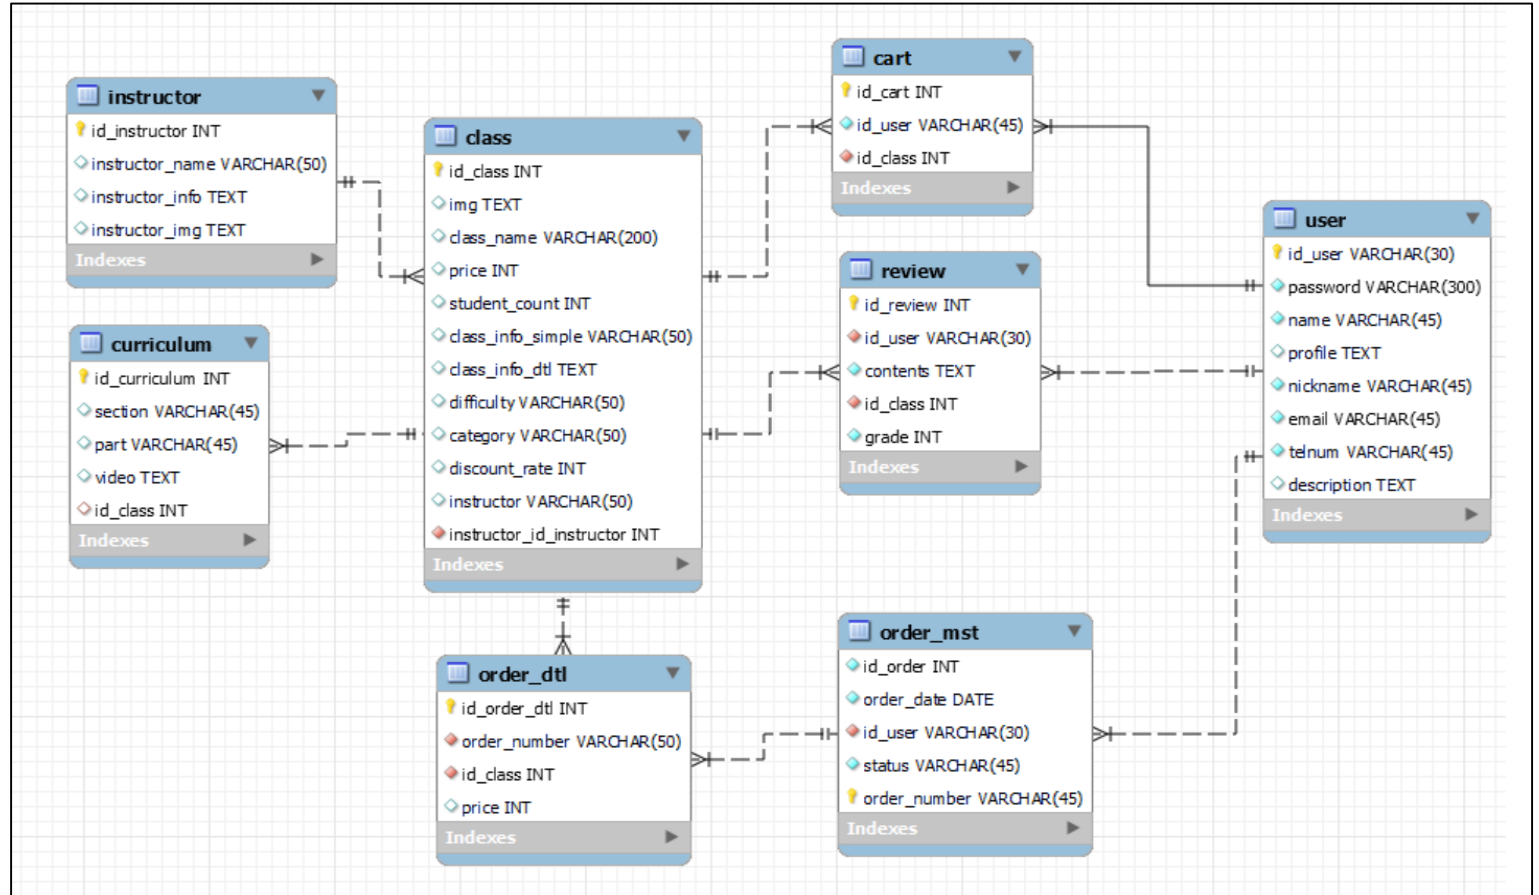 instructor
id_instructor INT
instructor_name VARCHAR(50)
instructor_info TEXT
instructor_img TEXT
Indexes
curriculum
id_curriculum INT
section VARCHAR(45)
part VARCHAR(45)
video TEXT
id_class INT
Indexes
class
id_class INT
img TEXT
class_name VARCHAR(200)
price INT
student_count INT
class_info_simple VARCHAR(50)
class_info_dtl TEXT
difficulty VARCHAR(50)
category VARCHAR(50)
discount_rate INT
instructor VARCHAR(50)
instructor_id_instructor INT
Indexes
order_dtl
id_order_dtl INT
order_number VARCHAR(50)
id_class INT
price INT
Indexes
cart
id_cart INT
id_user VARCHAR(45)
id_class INT
Indexes
review
id_review INT
id_user VARCHAR(30)
contents TEXT
id_class INT
grade INT
Indexes
order_mst
id_order INT
order_date DATE
id_user VARCHAR(30)
status VARCHAR(45)
order_number VARCHAR(45)
Indexes
user
id_user VARCHAR(30)
password VARCHAR(300)
name VARCHAR(45)
profile TEXT
nickname VARCHAR(45)
email VARCHAR(45)
telnum VARCHAR(45)
description TEXT
Indexes